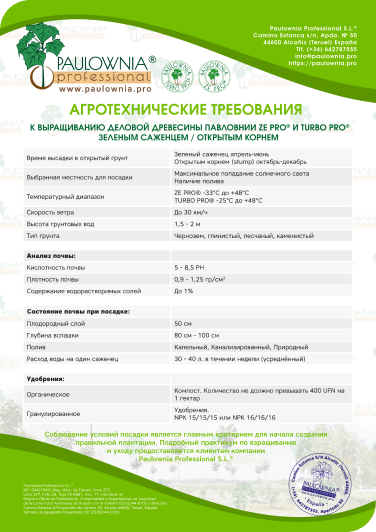 Paulownia Professional S.L.®
Camino Estanca s/n, Apdo. № 50
44600 Alcañiz (Teruel) España
Tlf. (+34) 642787555
info@paulownia.pro
https://paulownia.pro
PAULOWNIA®
professional
www.paulownia.pro
PAULOWNIA
ZE PRO
АГРОТЕХНИЧЕСКИЕ ТРЕБОВАНИЯ
К ВЫРАЩИВАНИЮ ДЕЛОВОЙ ДРЕВЕСИНЫ ПАВЛОВНИИ ZE PRO® И TURBO PRO®
ЗЕЛЕНЫМ САЖЕНЦЕМ / ОТКРЫТЫМ КОРНЕМ
Время высадки в открытый грунт
Зеленый саженец апрель-июнь
Открытым корнем (stump) октябрь-декабрь
Выбранная местность для посадки
Максимальное попадание солнечного света
Наличие полива
Температурный диапазон
ZE PRO® -33°C до +48°C
TURBO PRO® -25°C до +48°C
Скорость ветра
До 30 км/ч
Высота грунтовых вод
1,5 - 2 м
Тип грунта
Чернозем, глинистый, песчаный, каменистый
Анализ почвы:
Кислотность почвы
5 - 8,5 PH
Плотность почвы
0,9 - 1,25 гр/см²
Содержание водорастворимых солей
До 1%
Состояние почвы при посадке:
Плодородный слой
50 см
Глубина вспашки
80 см - 100 см
Полив
Капельный, Канализированный, Природный
Расход воды на один саженец
30 - 40 л. в течении недели (усреднённый)
Удобрения:
Органическое
Компост. Количество не должно превышать 400 UFN на
1 гектар
Гранулированное
Удобрения.
NPK 15/15/15 или NPK 16/16/16
Соблюдение условий посадки является главным критерием для начала создания
правильной плантации. Подробный практикум по взращиванию
и уходу предоставляется клиентам компании
Paulownia Professional S.L.®
Paulownia Professional S.L.®